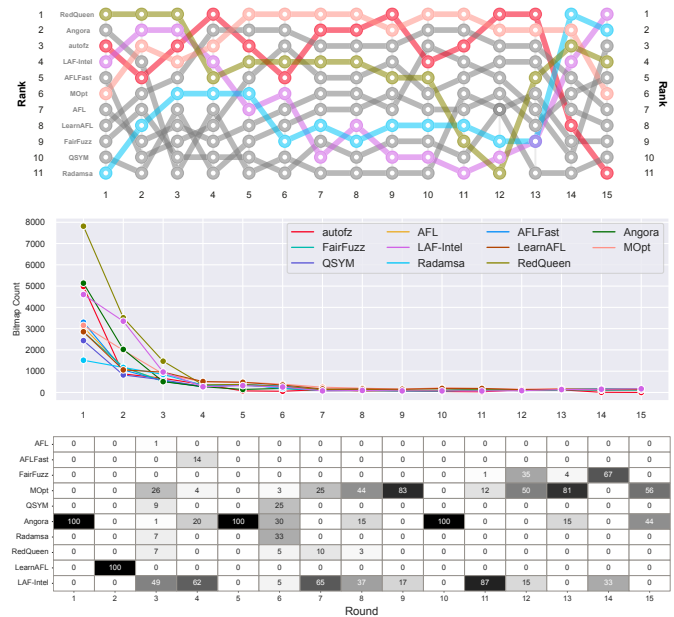 1 RedQueen 1
2 Angora 2
3 autofz 3
4 LAF-Intel 4
5 AFLFast 5
6 MOpt 6
7 AFL 7
8 LearnAFL 8
9 FairFuzz 9
10 QSYM 10
11 Radamsa 11
Rank
Rank
1 2 3 4 5 6 7 8 9 10 11 12 13 14 15
8000
7000
6000
5000
4000
3000
2000
1000
0
Bitmap Count
autofz AFL AFLFast Angora
FairFuzz LAF-Intel LearnAFL MOpt
QSYM Radamsa RedQueen
1 2 3 4 5 6 7 8 9 10 11 12 13 14 15
AFL 0 0 1 0 0 0 0 0 0 0 0 0 0 0 0
AFLFast 0 0 0 14 0 0 0 0 0 0 0 0 0 0 0
FairFuzz 0 0 0 0 0 0 0 0 0 0 1 35 4 67 0
MOpt 0 0 26 4 0 3 25 44 83 0 12 50 81 0 56
QSYM 0 0 9 0 0 25 0 0 0 0 0 0 0 0 0
Angora 100 0 1 20 100 30 0 15 0 100 0 0 15 0 44
Radamsa 0 0 7 0 0 33 0 0 0 0 0 0 0 0 0
RedQueen 0 0 7 0 0 5 10 3 0 0 0 0 0 0 0
LearnAFL 0 100 0 0 0 0 0 0 0 0 0 0 0 0 0
LAF-Intel 0 0 49 62 0 5 65 37 17 0 87 15 0 33 0
1 2 3 4 5 6 7 8 9 10 11 12 13 14 15
Round